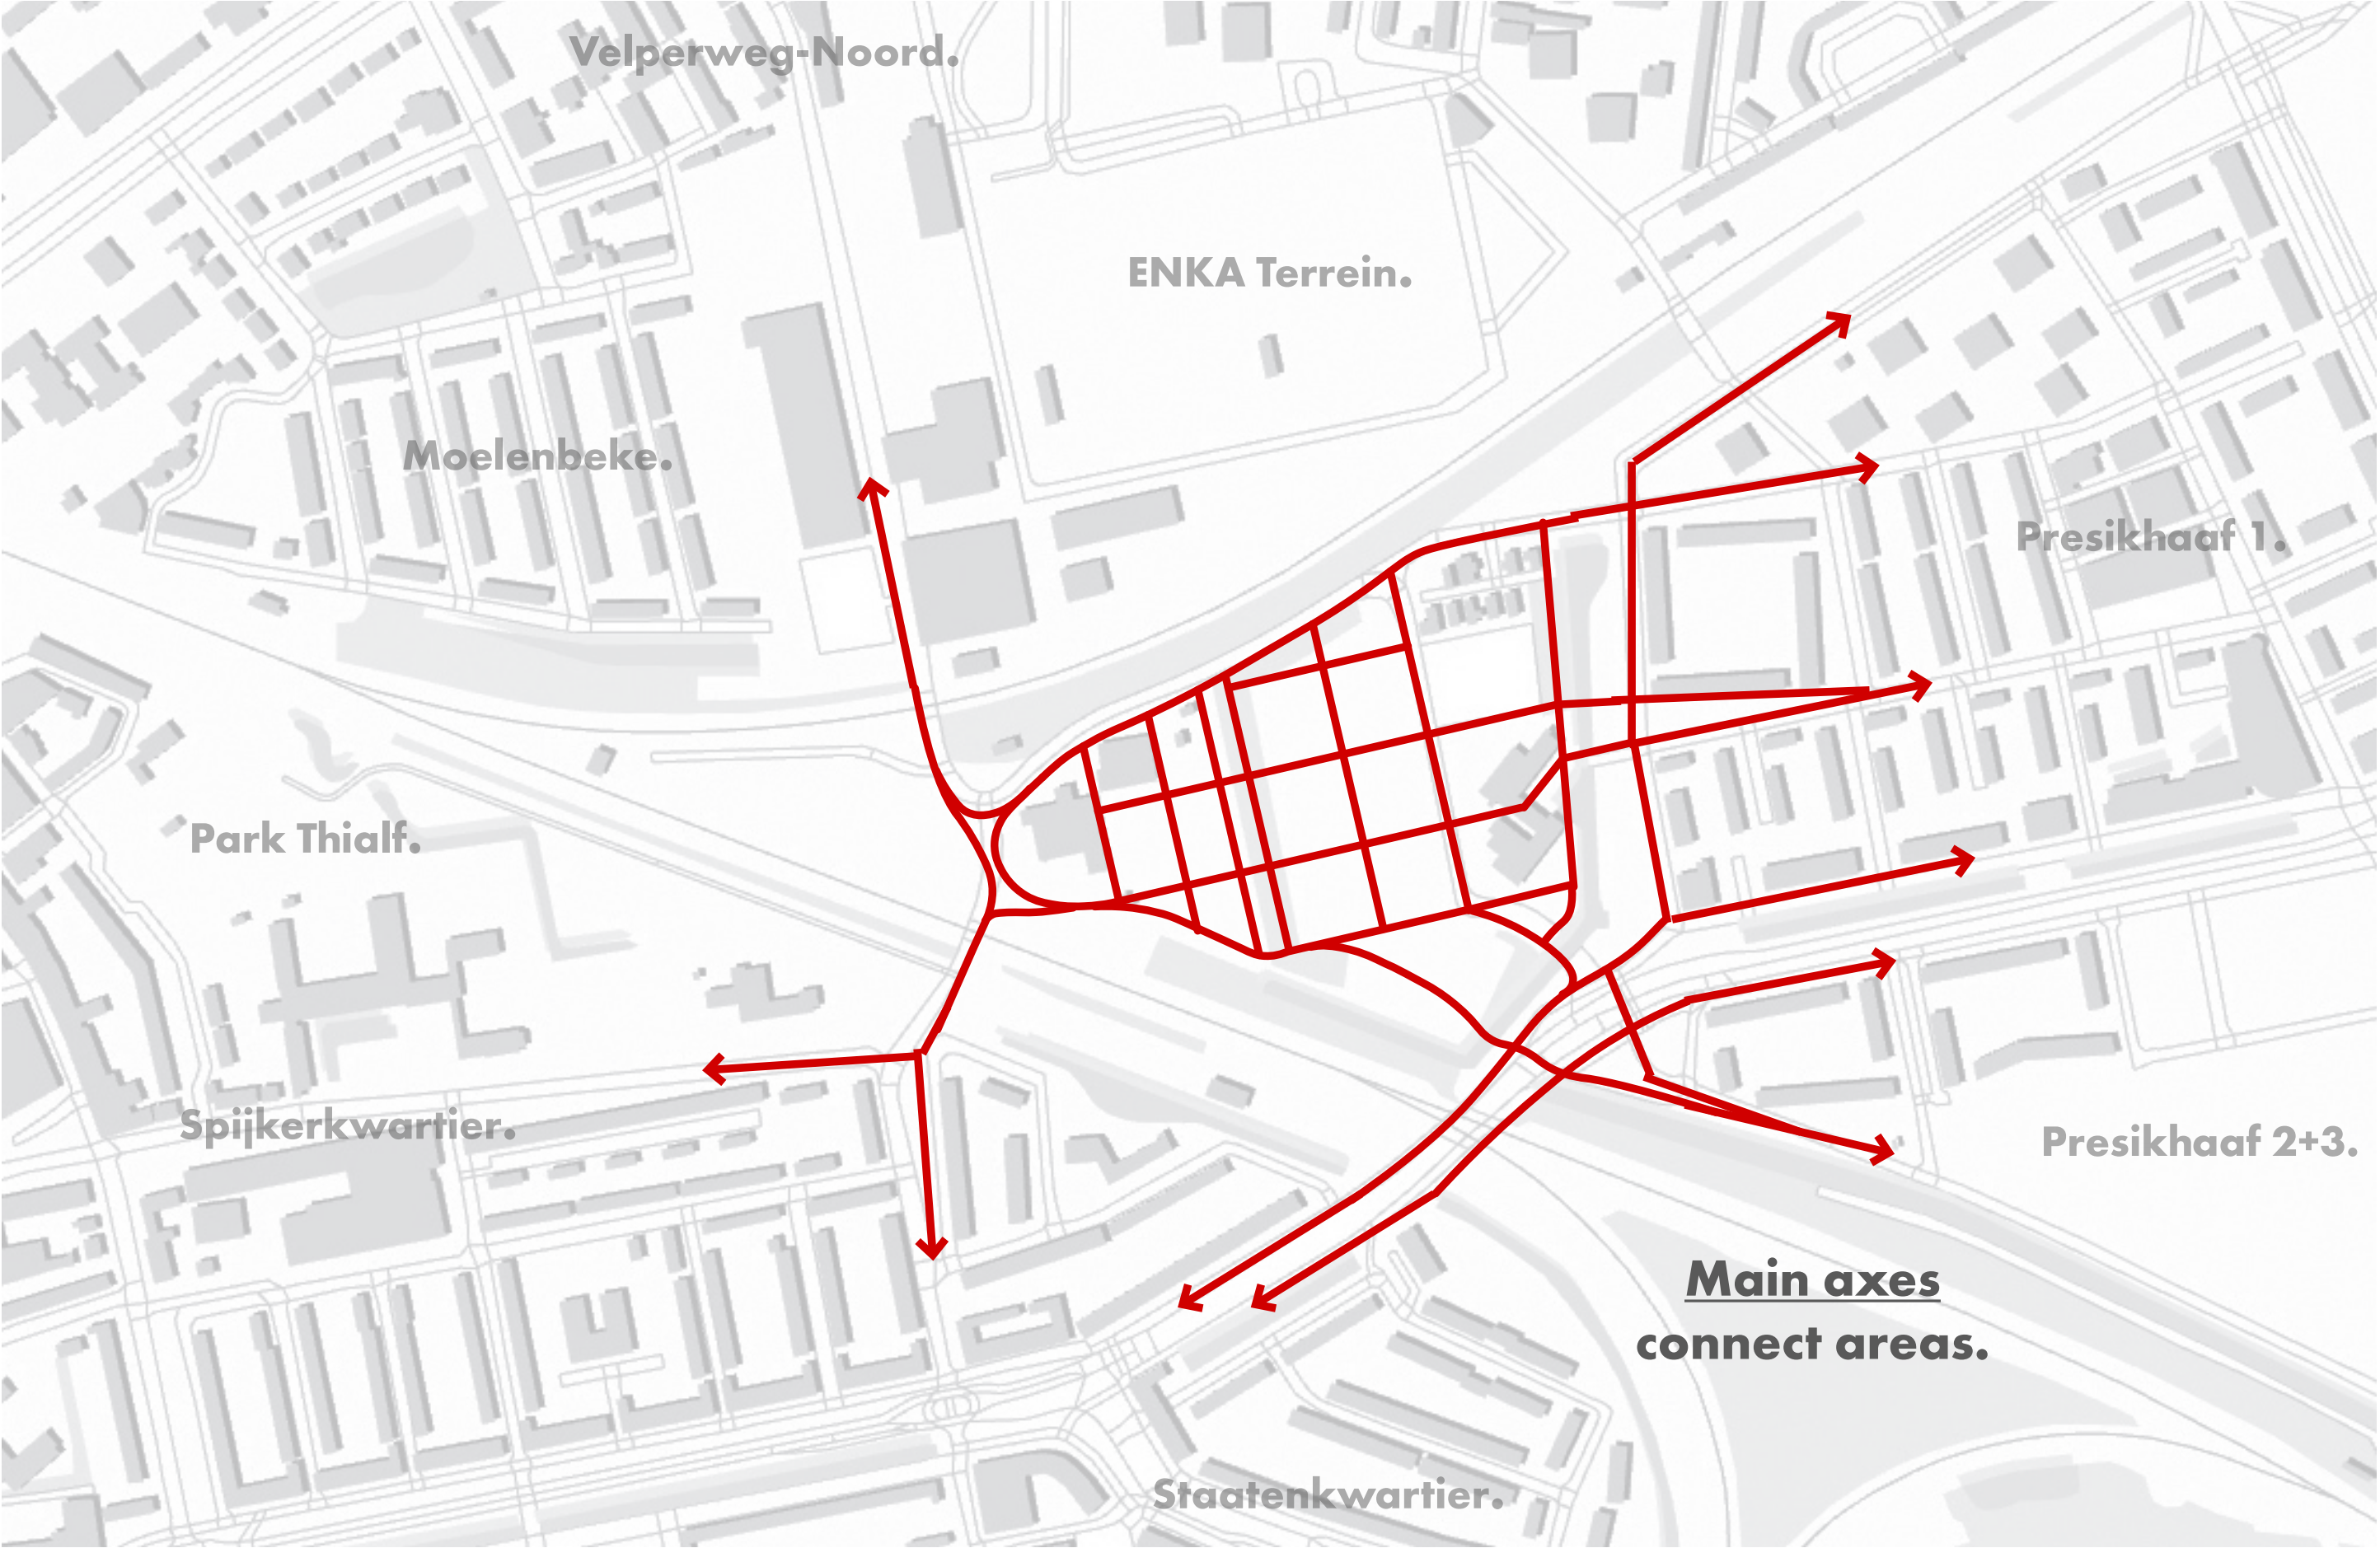 Velperweg-Noord.
ENKA Terrein.
Moelenbeke.
Presikhaaf 1.
Park Thialf.
Spijkerkwartier.
Presikhaaf 2+3.
Main axes
connect areas.
Staatenkwartier.